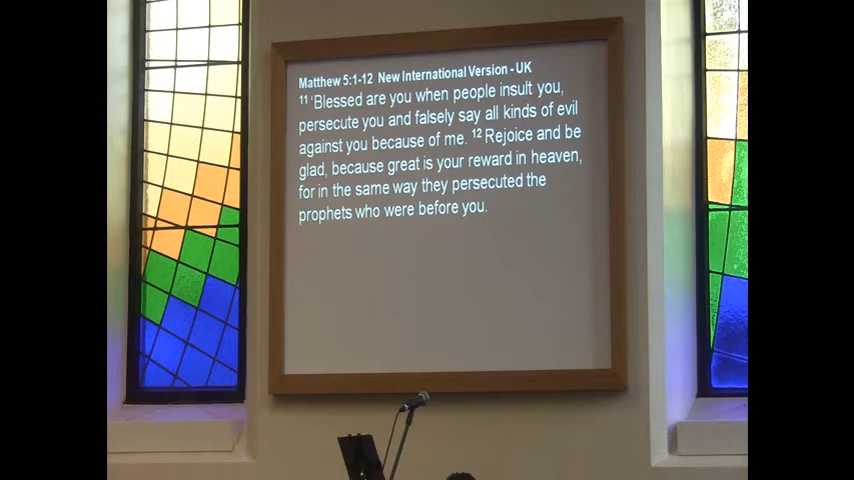 Matthew 5:1-12 New International Version - UK
11 'Blessed are you when people insult you,
persecute you and falsely say all kinds of evil
against you because of me. 12 Rejoice and be
glad, because great is your reward in heaven,
for in the same way they persecuted the
prophets who were before you.